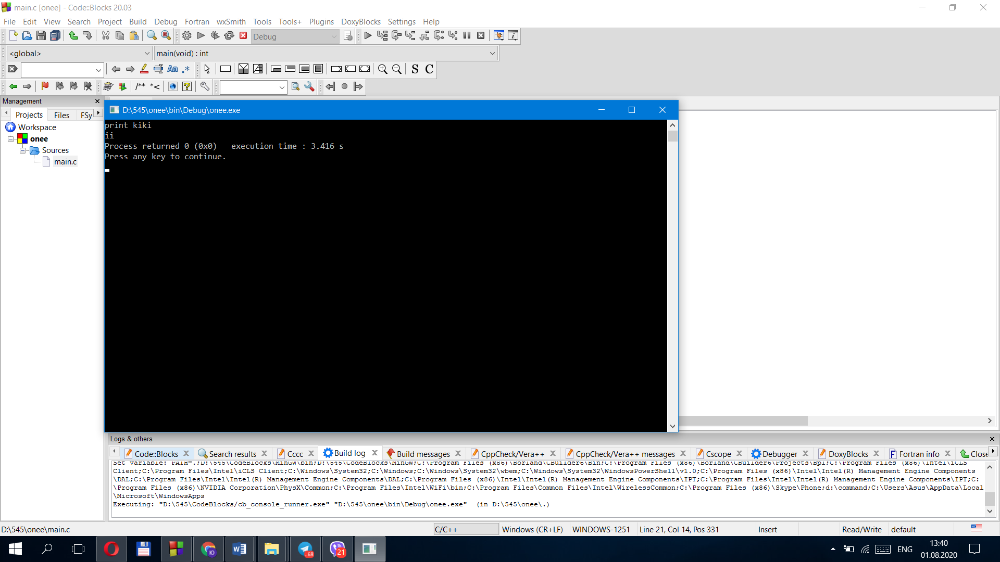 main.c [onee] - Code::Blocks 20.03
File Edit View Search Project Build Debug Fortran wxSmith Tools Tools+ Plugins DoxyBlocks Settings Help
Debug
<global> main(void) : int
Aa .* S C
/** *<
Management
Projects Files FSy
Workspace
onee
Sources
main.c
D:\545\onee\bin\Debug\onee.exe
print kiki
ii
Process returned 0 (0x0) execution time : 3.416 s
Press any key to continue.
Logs & others
Code::Blocks Search results Cccc Build log Build messages CppCheck/Vera++ CppCheck/Vera++ messages Cscope Debugger DoxyBlocks Fortran info Close
Set variable: PATH=.;D:\545\CodeBlocks\MinGW\bin;D:\545\CodeBlocks\MinGW;C:\Program Files (x86)\Borland\CBuilder6\Bin;C:\Program Files (x86)\Borland\CBuilder6\Projects\Bpl;C:\Program Files (x86)\Intel\iCLS
Client;C:\Program Files\Intel\iCLS Client;C:\Windows\System32;C:\Windows;C:\Windows\System32\wbem;C:\Windows\System32\WindowsPowerShell\v1.0;C:\Program Files (x86)\Intel\Intel(R) Management Engine Components
\DAL;C:\Program Files\Intel\Intel(R) Management Engine Components\DAL;C:\Program Files (x86)\Intel\Intel(R) Management Engine Components\IPT;C:\Program Files\Intel\Intel(R) Management Engine Components\IPT;C:
\Program Files (x86)\NVIDIA Corporation\PhysX\Common;C:\Program Files\Intel\WiFi\bin;C:\Program Files\Common Files\Intel\WirelessCommon;C:\Program Files (x86)\Skype\Phone;d:\command;C:\Users\Asus\AppData\Local
\Microsoft\WindowsApps
Executing: "D:\545\CodeBlocks/cb_console_runner.exe" "D:\545\onee\bin\Debug\onee.exe" (in D:\545\onee\.)
D:\545\onee\main.c C/C++ Windows (CR+LF) WINDOWS-1251 Line 21, Col 14, Pos 331 Insert Read/Write default
..68 21 ENG 13:40
01.08.2020